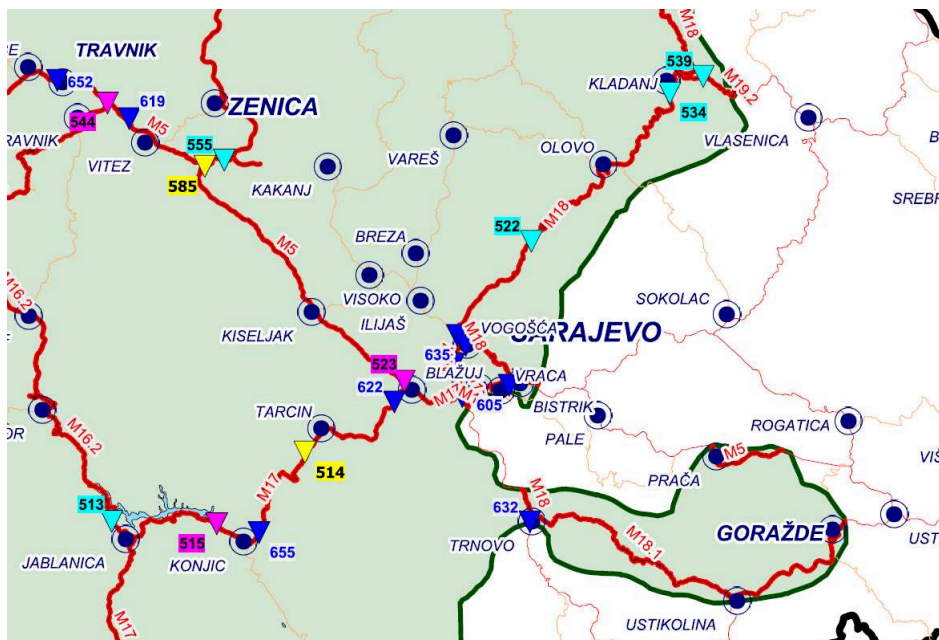 M18
TRAVNIK
539
652
KLADANJ
M19.2
619
534
ZENICA
544
M5
VLASENICA
VAREŠ
OLOVO
555
VITEZ
585
KAKANJ
522
M18
BREZA
M5
M16.2
VISOKO
SOKOLAC
ILIJAŠ
KISELJAK
VOGOŠĆA
SARAJEVO
M18
635
523
BLAŽUJ
VRACA
622
M17
605
BISTRIK
TARCIN
PALE
ROGATICA
M16.2
514
M5
PRAČA
M17
513
M18
632
515
655
GORAŽDE
TRNOVO
JABLANICA
KONJIC
M18.1
M17
USTIKOLINA